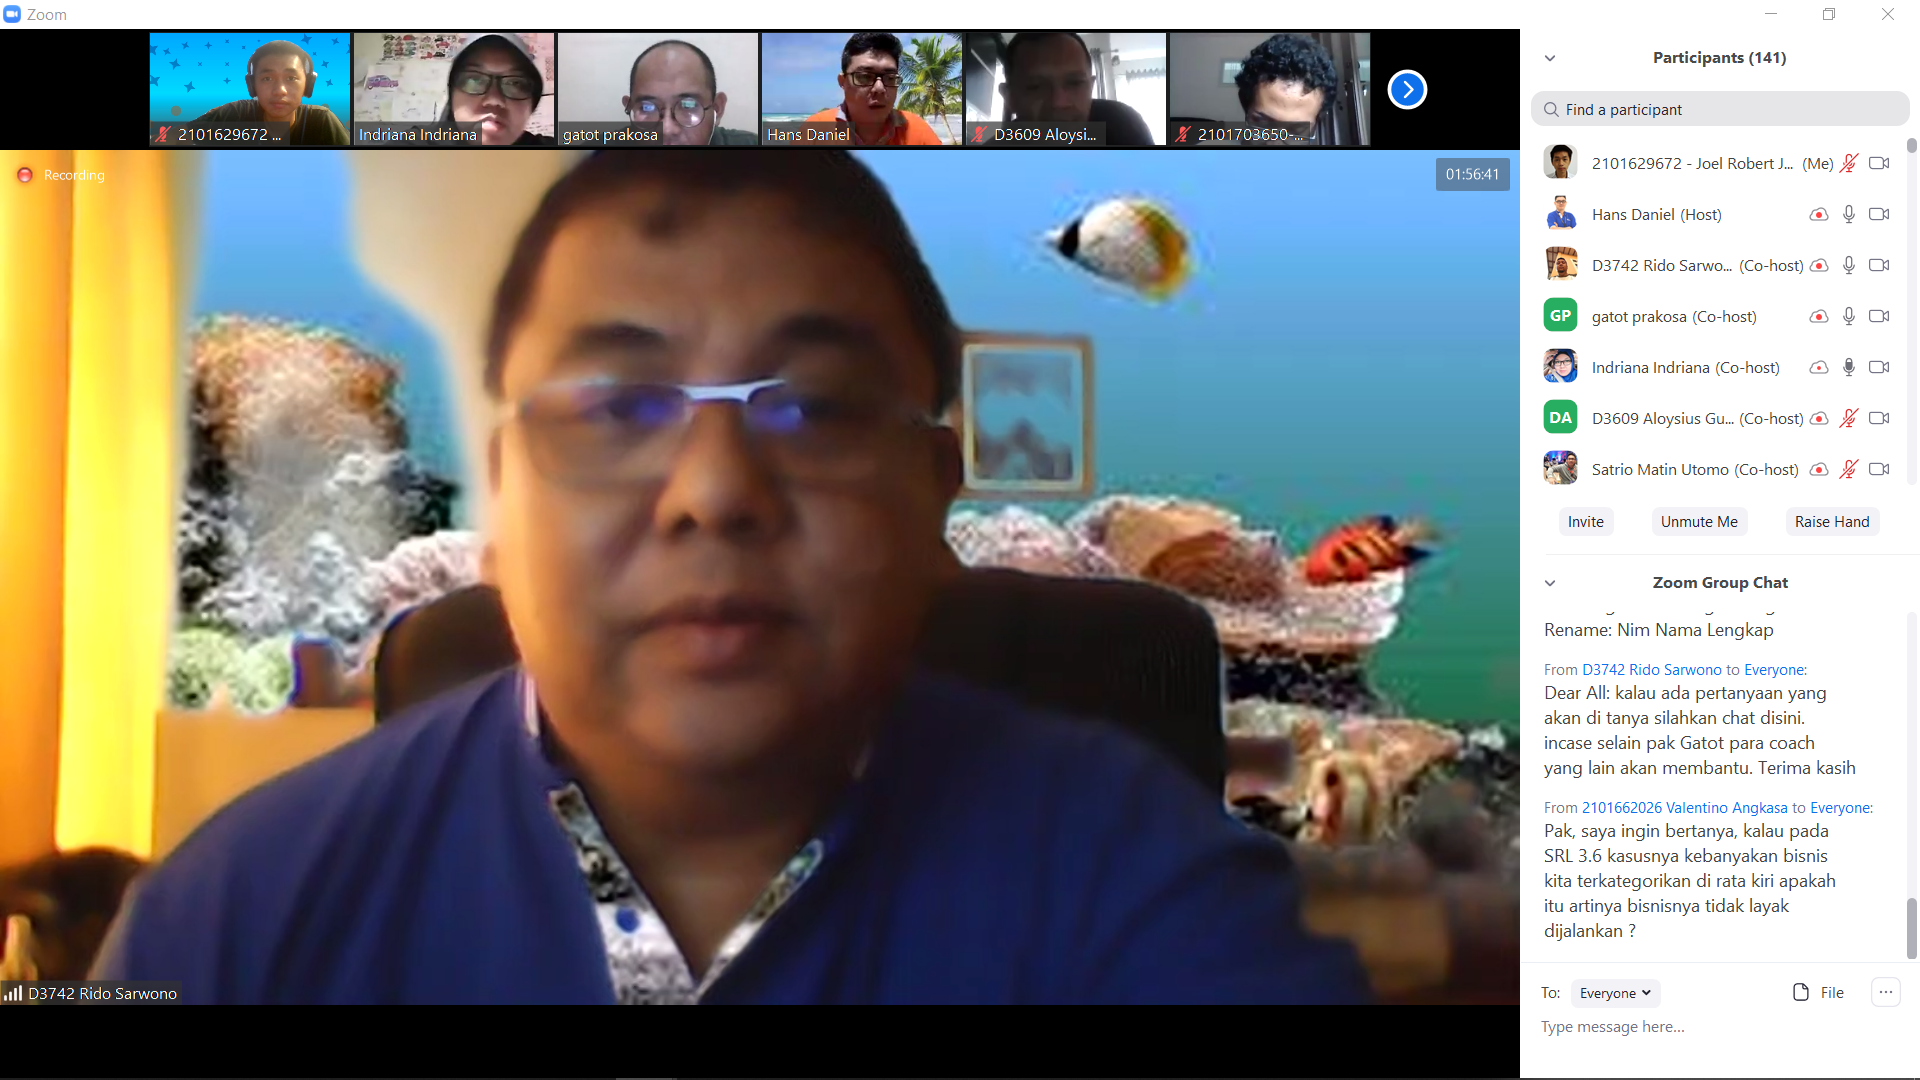 Zoom
2101629672 ...
Indriana Indriana
gatot prakosa
Hans Daniel
D3609 Aloysi...
2101703650-...
Recording
01:56:41
D3742 Rido Sarwono
Participants (141)
Find a participant
2101629672 - Joel Robert J... (Me)
Hans Daniel (Host)
D3742 Rido Sarwo... (Co-host)
GP
gatot prakosa (Co-host)
Indriana Indriana (Co-host)
DA
D3609 Aloysius Gu... (Co-host)
Satrio Matin Utomo (Co-host)
Invite
Unmute Me
Raise Hand
Zoom Group Chat
Rename: Nim Nama Lengkap
From D3742 Rido Sarwono to Everyone:
Dear All: kalau ada pertanyaan yang
akan di tanya silahkan chat disini.
incase selain pak Gatot para coach
yang lain akan membantu. Terima kasih
From 2101662026 Valentino Angkasa to Everyone:
Pak, saya ingin bertanya, kalau pada
SRL 3.6 kasusnya kebanyakan bisnis
kita terkategorikan di rata kiri apakah
itu artinya bisnisnya tidak layak
dijalankan ?
To: Everyone
File
...
Type message here...